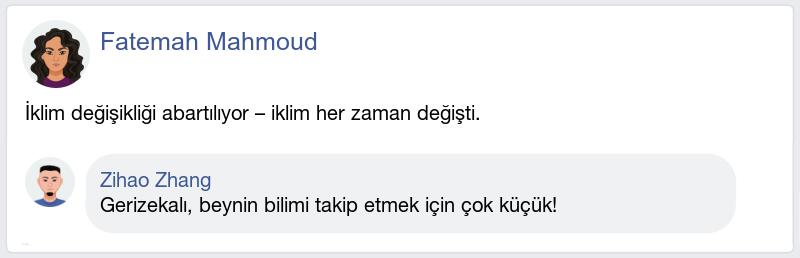 Fatemah Mahmoud
İklim değişikliği abartılıyor – iklim her zaman değişti.
Zihao Zhang
Gerizekalı, beynin bilimi takip etmek için çok küçük!